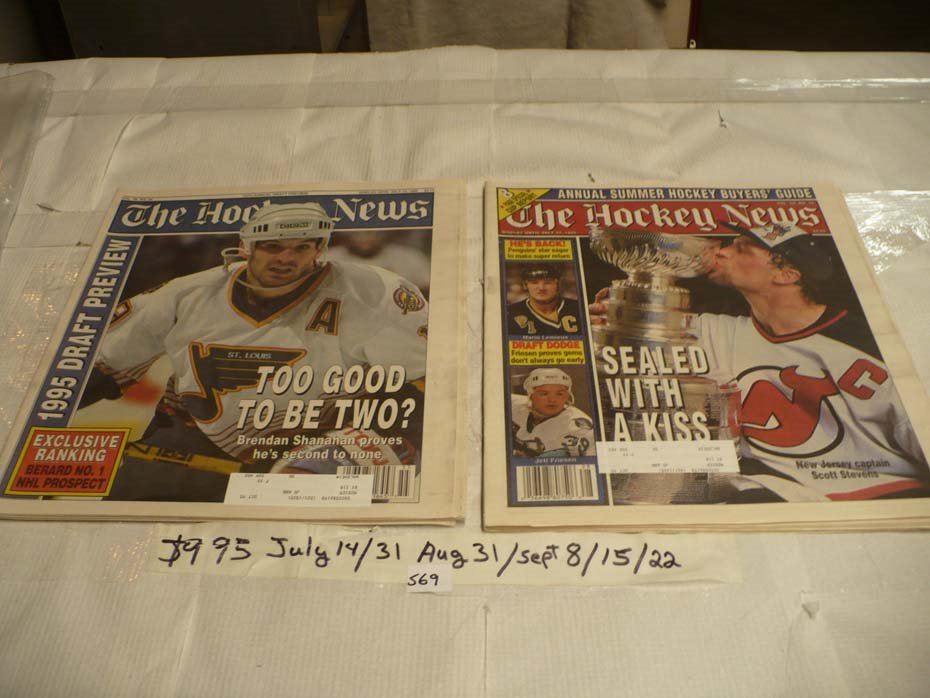 The Hockey News
1995 DRAFT PREVIEW
A
ST. LOUIS
TOO GOOD
TO BE TWO?
Brendan Shanahan proves
he's second to none
EXCLUSIVE
RANKING
BERARD NO. 1
NHL PROSPECT
ANNUAL SUMMER HOCKEY BUYERS' GUIDE
The Hockey News
HE'S BACK!
Penguins' star eager
to make super return
C
Mario Lemieux
DRAFT DODGE
Friesen proves gems
don't always go early
39
Jeff Friesen
SEALED
WITH
A KISS
C
New Jersey captain
Scott Stevens
$9 95 July 14/31 Aug 31/sept 8/15/22
569